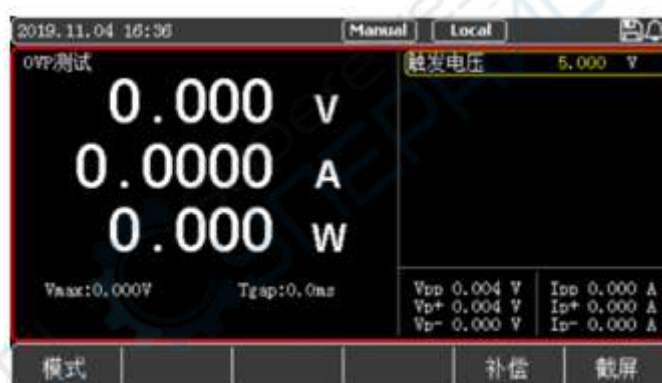 2019.11.04 16:36 Manual Local
OVP测试
0.000 V
0.0000 A
0.000 W
Vmax:0.000V Tgap:0.0ms
触发电压 5.000 V
Vpp 0.004 V Ipp 0.000 A
Vp+ 0.004 V Ip+ 0.000 A
Vp- 0.000 V Ip- 0.000 A
模式 补偿 截屏